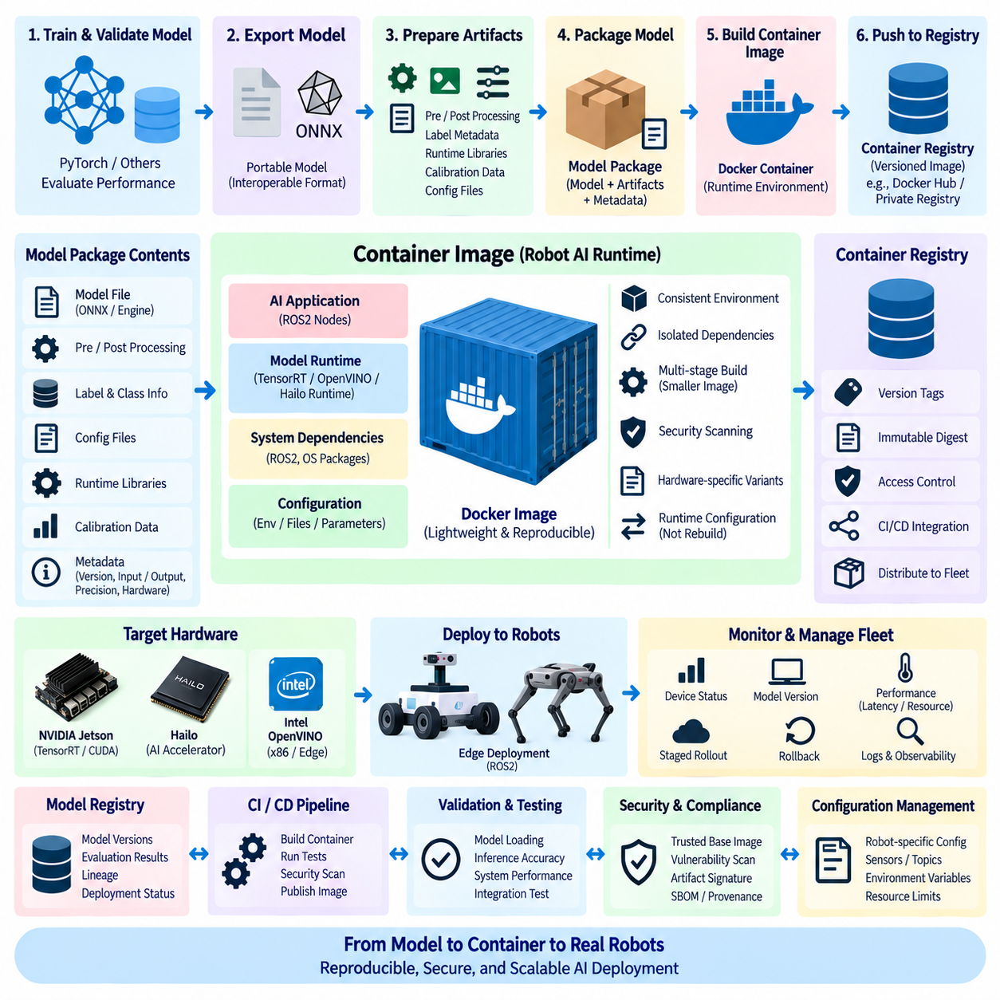 1. Train & Validate Model
PyTorch / Others
Evaluate Performance
2. Export Model
ONNX
Portable Model
(Interoperable Format)
3. Prepare Artifacts
Pre / Post Processing
Label Metadata
Runtime Libraries
Calibration Data
Config Files
4. Package Model
Model Package
(Model + Artifacts
+ Metadata)
5. Build Container
Image
Docker Container
(Runtime Environment)
6. Push to Registry
Container Registry
(Versioned Image)
e.g., Docker Hub /
Private Registry
Model Package Contents
Model File
(ONNX / Engine)
Pre / Post Processing
Label & Class Info
Config Files
Runtime Libraries
Calibration Data
Metadata
(Version, Input / Output,
Precision, Hardware)
Container Image (Robot AI Runtime)
AI Application
(ROS2 Nodes)
Model Runtime
(TensorRT / OpenVINO /
Hailo Runtime)
System Dependencies
(ROS2, OS Packages)
Configuration
(Env / Files / Parameters)
Docker Image
(Lightweight & Reproducible)
Consistent Environment
Isolated Dependencies
Multi-stage Build
(Smaller Image)
Security Scanning
Hardware-specific Variants
Runtime Configuration
(Not Rebuild)
Container Registry
Version Tags
Immutable Digest
Access Control
CI/CD Integration
Distribute to Fleet
Target Hardware
NVIDIA Jetson
(TensorRT / CUDA)
HAILO
Hailo
(AI Accelerator)
intel
Intel
OpenVINO
(x86 / Edge)
Deploy to Robots
Edge Deployment
(ROS2)
Monitor & Manage Fleet
Device Status
Model Version
Performance
(Latency / Resource)
Staged Rollout
Rollback
Logs & Observability
Model Registry
Model Versions
Evaluation Results
Lineage
Deployment Status
CI / CD Pipeline
Build Container
Run Tests
Security Scan
Publish Image
Validation & Testing
Model Loading
Inference Accuracy
System Performance
Integration Test
Security & Compliance
Trusted Base Image
Vulnerability Scan
Artifact Signature
SBOM / Provenance
Configuration Management
Robot-specific Config
Sensors / Topics
Environment Variables
Resource Limits
From Model to Container to Real Robots
Reproducible, Secure, and Scalable AI Deployment